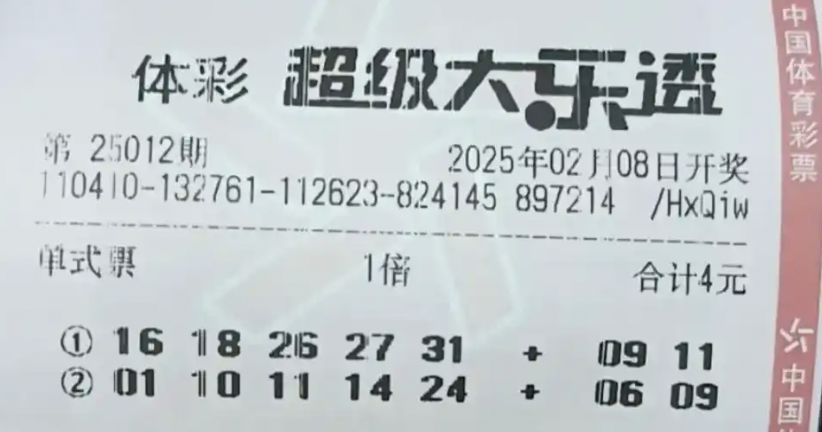 体彩 超级大乐透
第 25012期 2025年02月08日开奖
110410-132761-112623-824145 897214 /HxQiw
单式票 1倍 合计4元
① 16 18 26 27 31 + 09 11
② 01 10 11 14 24 + 06 09
中国体育彩票
中国